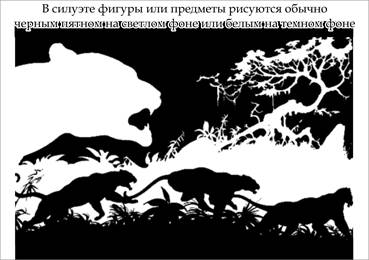 В силуэте фигуры или предметы рисуются обычно
черным пятном на светлом фоне или белым на темном фоне